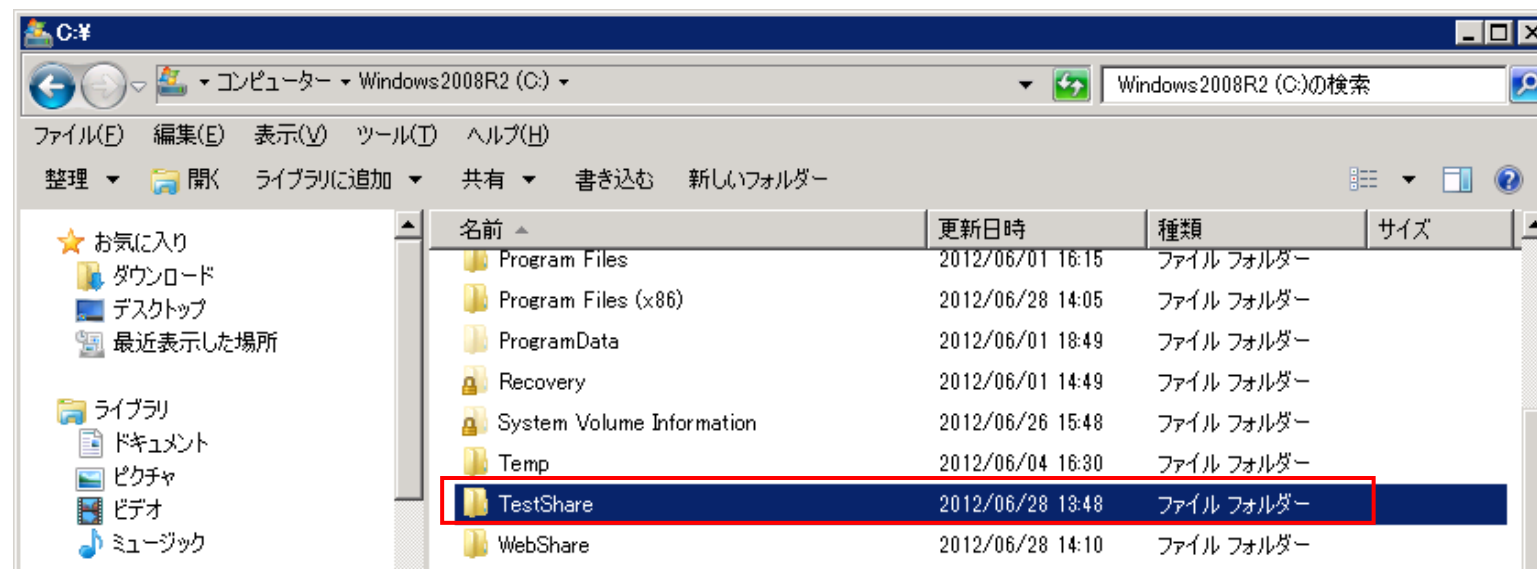 C:¥
コンピューター Windows2008R2 (C:) Windows2008R2 (C:)の検索
ファイル(F) 編集(E) 表示(V) ツール(T) ヘルプ(H)
整理 開く ライブラリに追加 共有 書き込む 新しいフォルダー
お気に入り
ダウンロード
デスクトップ
最近表示した場所
ライブラリ
ドキュメント
ピクチャ
ビデオ
ミュージック
名前 更新日時 種類 サイズ
Program Files 2012/06/01 16:15 ファイル フォルダー
Program Files (x86) 2012/06/28 14:05 ファイル フォルダー
ProgramData 2012/06/01 18:49 ファイル フォルダー
Recovery 2012/06/01 14:49 ファイル フォルダー
System Volume Information 2012/06/26 15:48 ファイル フォルダー
Temp 2012/06/04 16:30 ファイル フォルダー
TestShare 2012/06/28 13:48 ファイル フォルダー
WebShare 2012/06/28 14:10 ファイル フォルダー